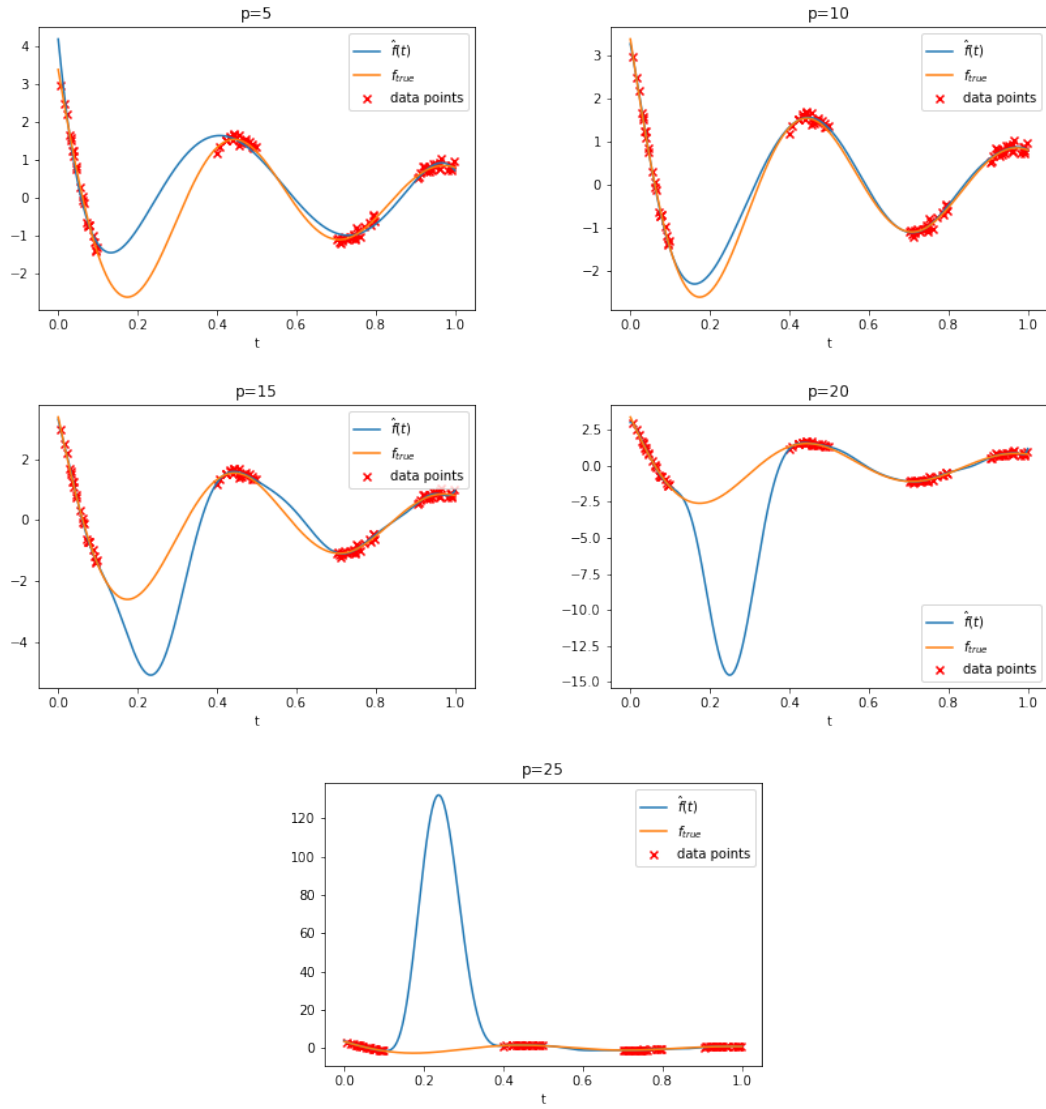 p=5
4
3
2
1
0
−1
−2
0.0 0.2 0.4 0.6 0.8 1.0
t
f̂(t)
f_true
data points
p=10
3
2
1
0
−1
−2
0.0 0.2 0.4 0.6 0.8 1.0
t
f̂(t)
f_true
data points
p=15
2
0
−2
−4
0.0 0.2 0.4 0.6 0.8 1.0
t
f̂(t)
f_true
data points
p=20
2.5
0.0
−2.5
−5.0
−7.5
−10.0
−12.5
−15.0
0.0 0.2 0.4 0.6 0.8 1.0
t
f̂(t)
f_true
data points
p=25
120
100
80
60
40
20
0
0.0 0.2 0.4 0.6 0.8 1.0
t
f̂(t)
f_true
data points